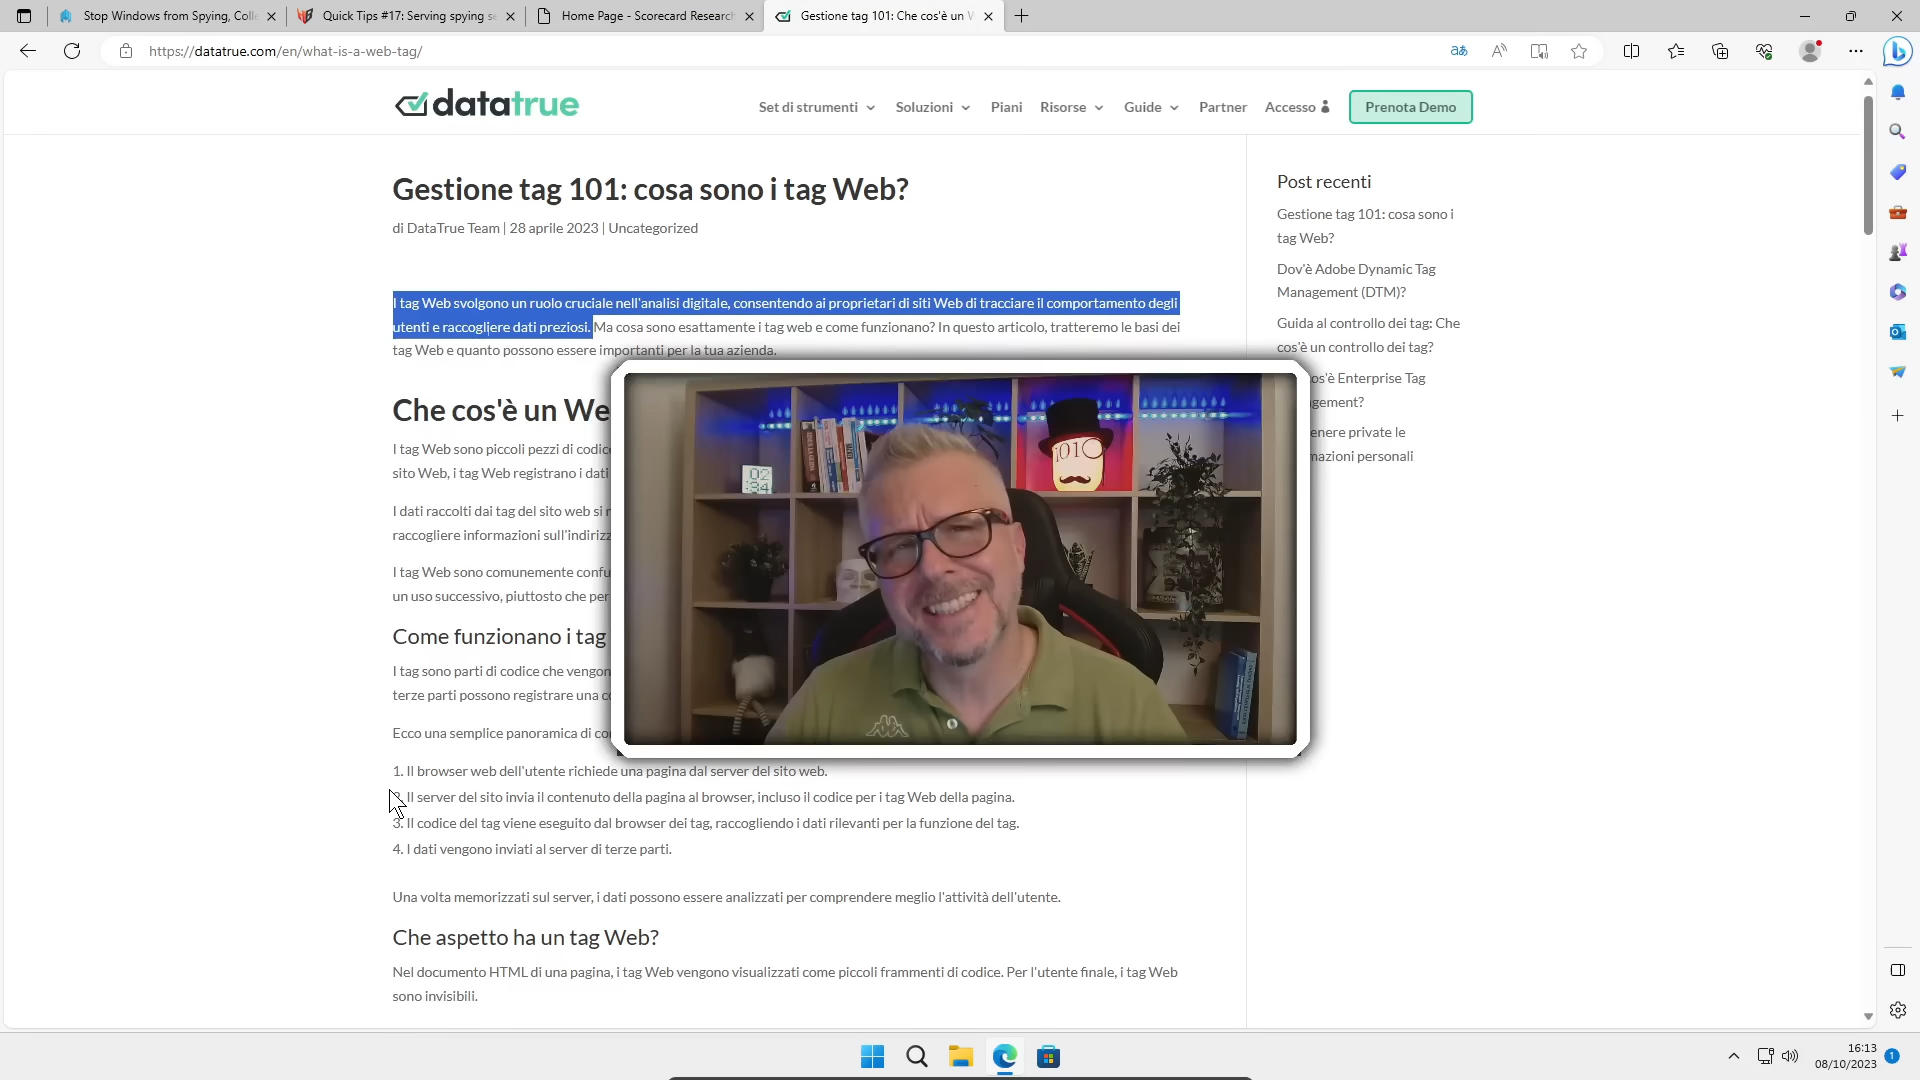 Stop Windows from Spying, Colle
Quick Tips #17: Serving spying se
Home Page - Scorecard Research
Gestione tag 101: Che cos'è un W
https://datatrue.com/en/what-is-a-web-tag/
datatrue
Set di strumenti
Soluzioni
Piani
Risorse
Guide
Partner
Accesso
Prenota Demo
Gestione tag 101: cosa sono i tag Web?
di DataTrue Team | 28 aprile 2023 | Uncategorized
I tag Web svolgono un ruolo cruciale nell'analisi digitale, consentendo ai proprietari di siti Web di tracciare il comportamento degli
utenti e raccogliere dati preziosi. Ma cosa sono esattamente i tag web e come funzionano? In questo articolo, tratteremo le basi dei
tag Web e quanto possono essere importanti per la tua azienda.
Che cos'è un We
I tag Web sono piccoli pezzi di codic
sito Web, i tag Web registrano i dati
I dati raccolti dai tag del sito web si
raccogliere informazioni sull'indirizz
I tag Web sono comunemente confu
un uso successivo, piuttosto che per
Come funzionano i tag
I tag sono parti di codice che vengon
terze parti possono registrare una
Ecco una semplice panoramica di
1. Il browser web dell'utente richiede una pagina dal server del sito web.
Il server del sito invia il contenuto della pagina al browser, incluso il codice per i tag Web della pagina.
3. Il codice del tag viene eseguito dal browser dei tag, raccogliendo i dati rilevanti per la funzione del tag.
4. I dati vengono inviati al server di terze parti.
Una volta memorizzati sul server, i dati possono essere analizzati per comprendere meglio l'attività dell'utente.
Che aspetto ha un tag Web?
Nel documento HTML di una pagina, i tag Web vengono visualizzati come piccoli frammenti di codice. Per l'utente finale, i tag Web
sono invisibili.
Post recenti
Gestione tag 101: cosa sono i
tag Web?
Dov'è Adobe Dynamic Tag
Management (DTM)?
Guida al controllo dei tag: Che
cos'è un controllo dei tag?
os'è Enterprise Tag
gement?
enere private le
mazioni personali
02
34
16:13
08/10/2023
1